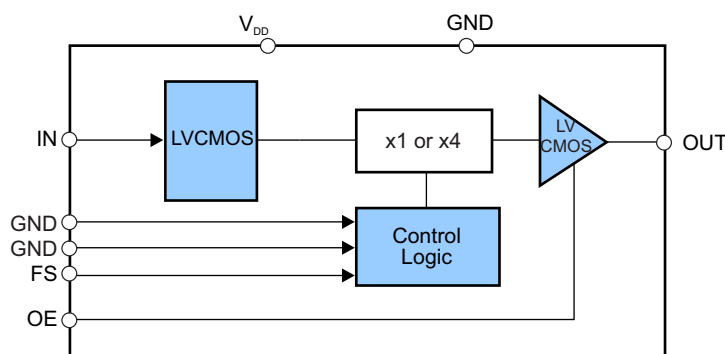 V_DD
GND
IN
LVCMOS
x1 or x4
LV
CMOS
OUT
GND
GND
FS
OE
Control
Logic